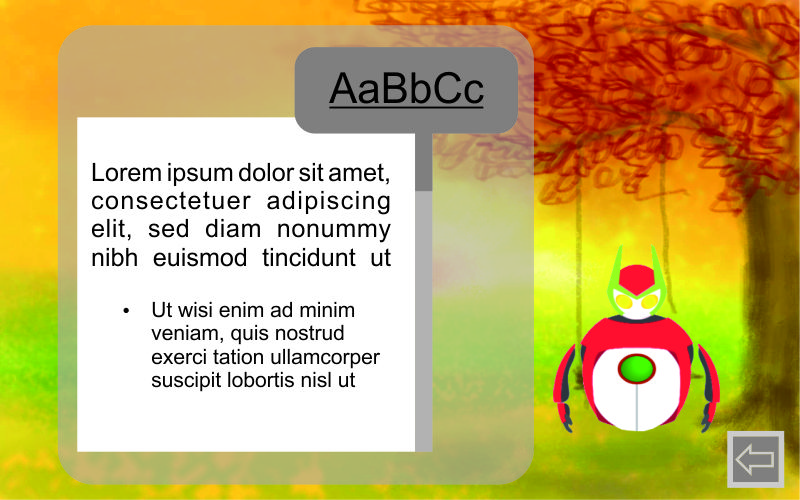 AaBbCc
Lorem ipsum dolor sit amet,
consectetuer adipiscing
elit, sed diam nonummy
nibh euismod tincidunt ut
• Ut wisi enim ad minim
veniam, quis nostrud
exerci tation ullamcorper
suscipit lobortis nisl ut